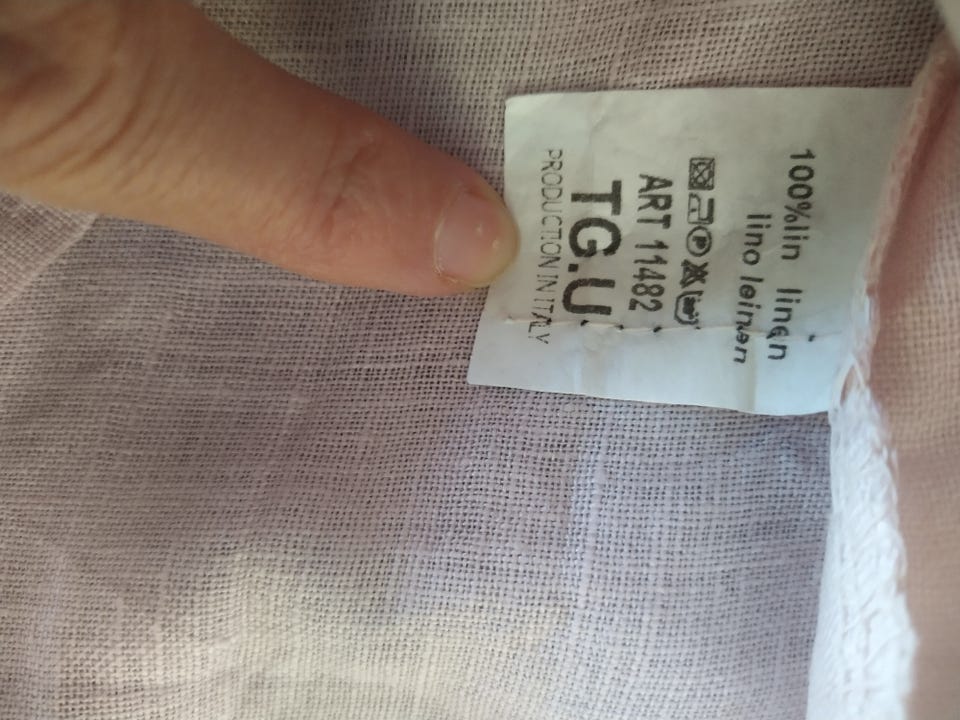 100%lin linen
lino leinen
ART 11482
TG.U
PRODUCTION IN ITALY